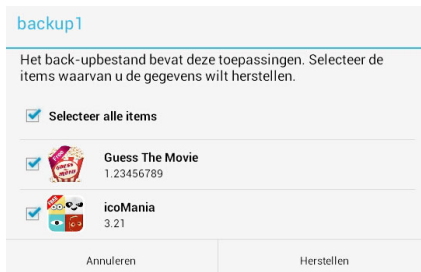 backup1
Het back-upbestand bevat deze toepassingen. Selecteer de
items waarvan u de gegevens wilt herstellen.
Selecteer alle items
Guess The Movie
1.23456789
icoMania
3.21
Annuleren
Herstellen